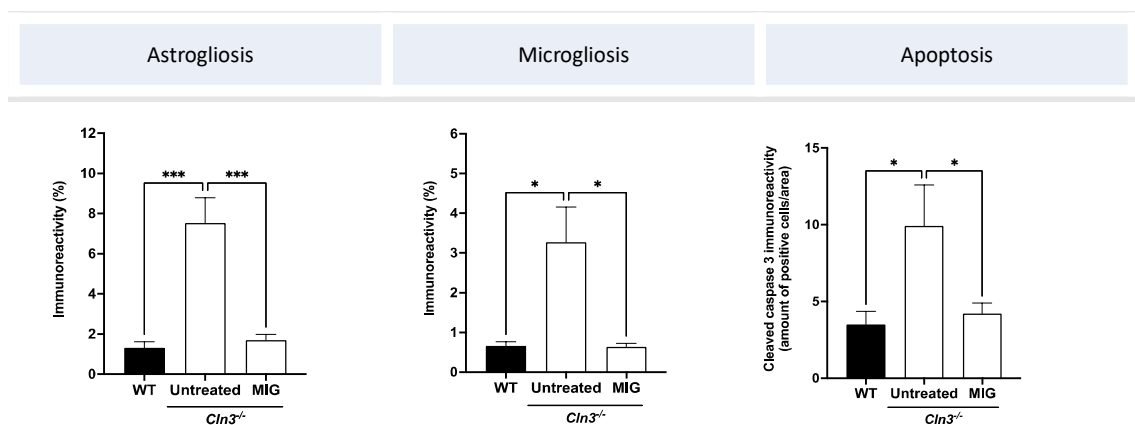 Astrogliosis
Microgliosis
Apoptosis
Immunoreactivity (%)
12
10
8
6
4
2
0
***
***
WT
Untreated
MIG
Cln3-/-
Immunoreactivity (%)
6
5
4
3
2
1
0
*
*
WT
Untreated
MIG
Cln3-/-
Cleaved caspase 3 immunoreactivity
(amount of positive cells/area)
15
10
5
0
*
*
WT
Untreated
MIG
Cln3-/-